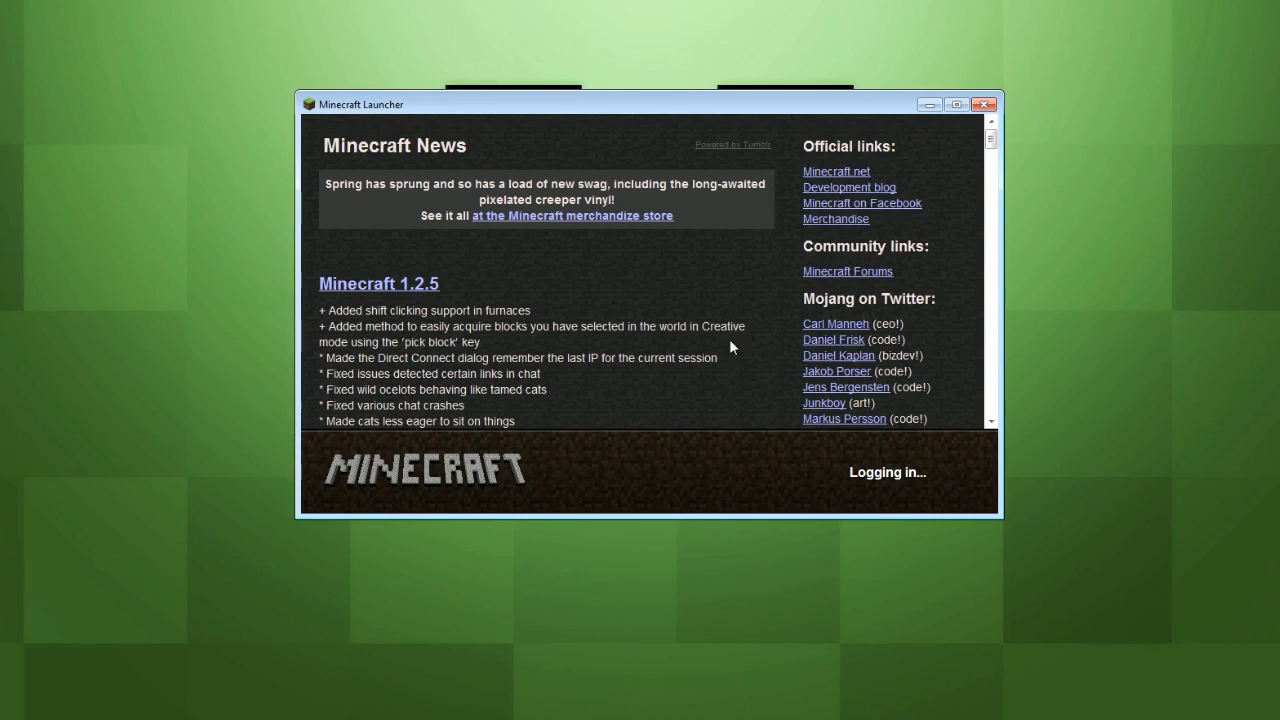 Minecraft Launcher
Minecraft News
Powered by Tumblr
Spring has sprung and so has a load of new swag, including the long-awaited
pixelated creeper vinyl!
See it all at the Minecraft merchandize store
Minecraft 1.2.5
+ Added shift clicking support in furnaces
+ Added method to easily acquire blocks you have selected in the world in Creative
mode using the 'pick block' key
* Made the Direct Connect dialog remember the last IP for the current session
* Fixed issues detected certain links in chat
* Fixed wild ocelots behaving like tamed cats
* Fixed various chat crashes
* Made cats less eager to sit on things
Official links:
Minecraft.net
Development blog
Minecraft on Facebook
Merchandise
Community links:
Minecraft Forums
Mojang on Twitter:
Carl Manneh (ceo!)
Daniel Frisk (code!)
Daniel Kaplan (bizdev!)
Jakob Porser (code!)
Jens Bergensten (code!)
Junkboy (art!)
Markus Persson (code!)
MINECRAFT
Logging in...